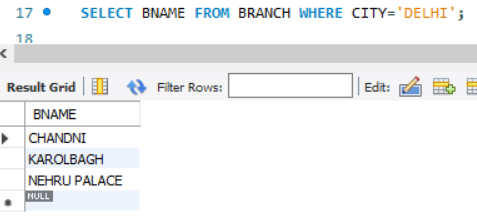 17 SELECT BNAME FROM BRANCH WHERE CITY='DELHI';
18
Result Grid Filter Rows: Edit:
BNAME
CHANDNI
KAROLBAGH
NEHRU PALACE
NULL